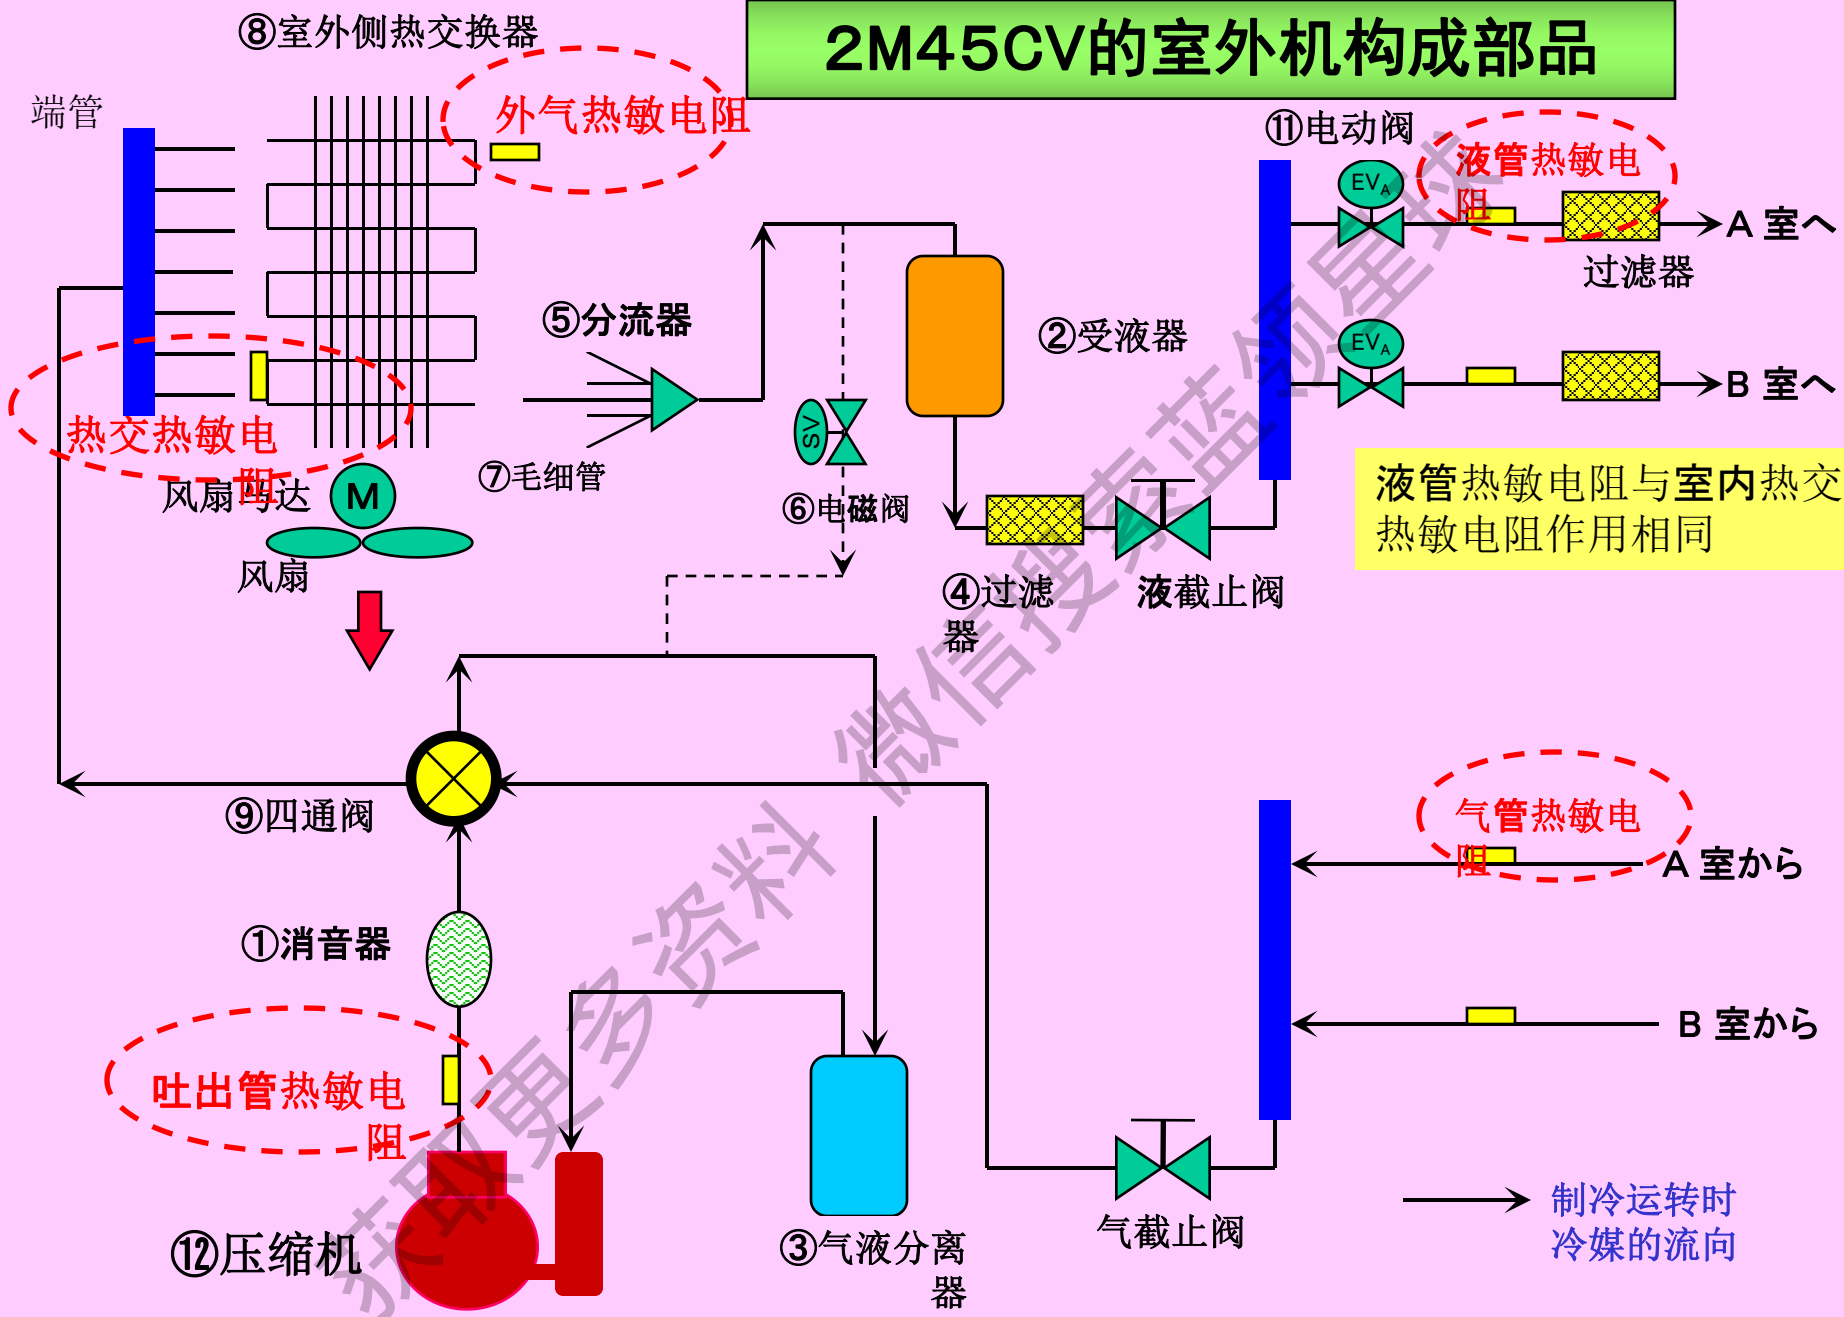 ⑧室外侧热交换器
2M45CV的室外机构成部品
端管
外气热敏电阻
⑪电动阀
液管热敏电
阻
EVA
A 室へ
过滤器
⑤分流器
②受液器
EVA
B 室へ
热交热敏电
阻
SV
⑦毛细管
风扇马达
M
⑥电磁阀
液管热敏电阻与室内热交
热敏电阻作用相同
风扇
④过滤
器
液截止阀
⑨四通阀
气管热敏电
阻
A 室から
①消音器
B 室から
吐出管热敏电
阻
⑫压缩机
③气液分离
器
气截止阀
制冷运转时
冷媒的流向
获取更多资料 微信搜索蓝领星球